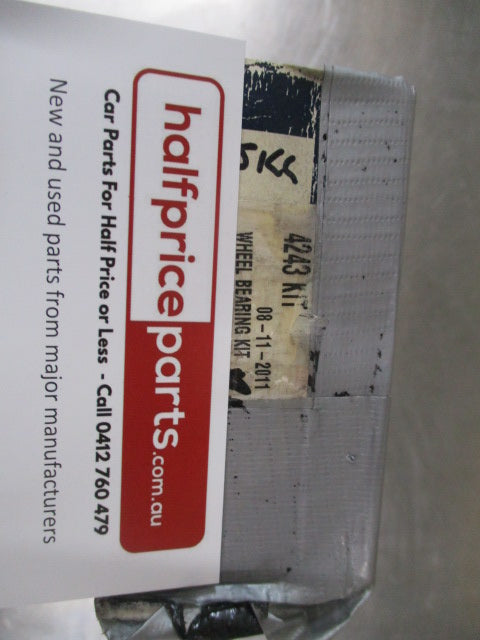 halfpriceparts.com.au
Car Parts For Half Price or Less - Call 0412 760 479
New and used parts from major manufacturers
4243 KIT
08-11-2011
WHEEL BEARING KIT